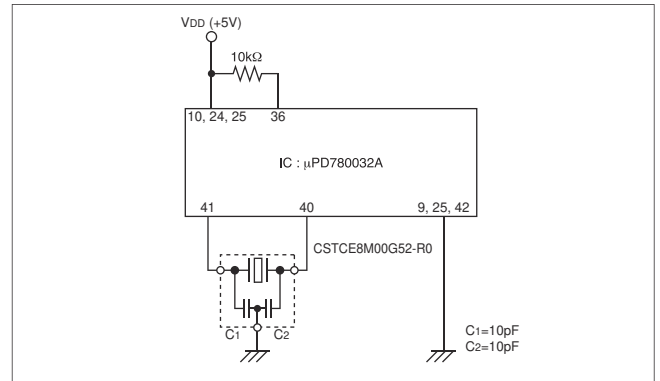 VDD (+5V)
10kΩ
10, 24, 25 36
IC : μPD780032A
41 40 9, 25, 42
CSTCE8M00G52-R0
C1 C2
C1=10pF
C2=10pF